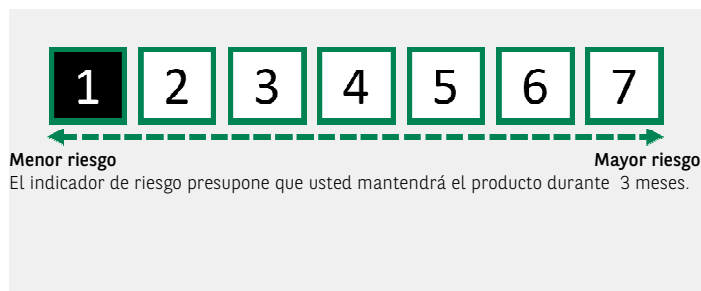 1 2 3 4 5 6 7
Menor riesgo Mayor riesgo
El indicador de riesgo presupone que usted mantendrá el producto durante  3 meses.